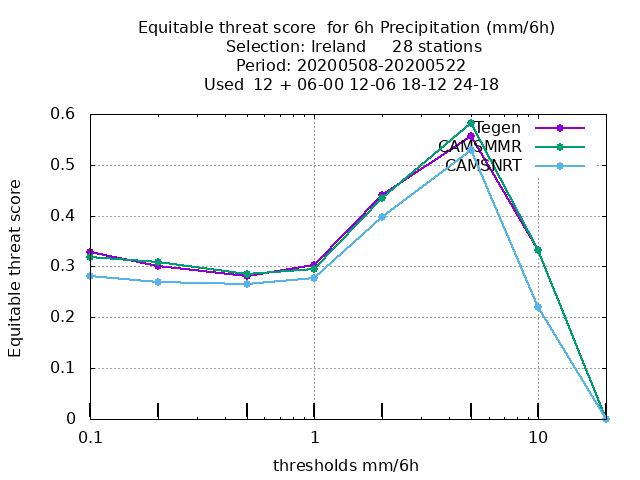 Equitable threat score  for 6h Precipitation (mm/6h)
Selection: Ireland     28 stations
Period: 20200508-20200522
Used  12 + 06-00 12-06 18-12 24-18
Equitable threat score
0.6
0.5
0.4
0.3
0.2
0.1
0
Tegen
CAMSMMR
CAMSNRT
0.1
1
10
thresholds mm/6h